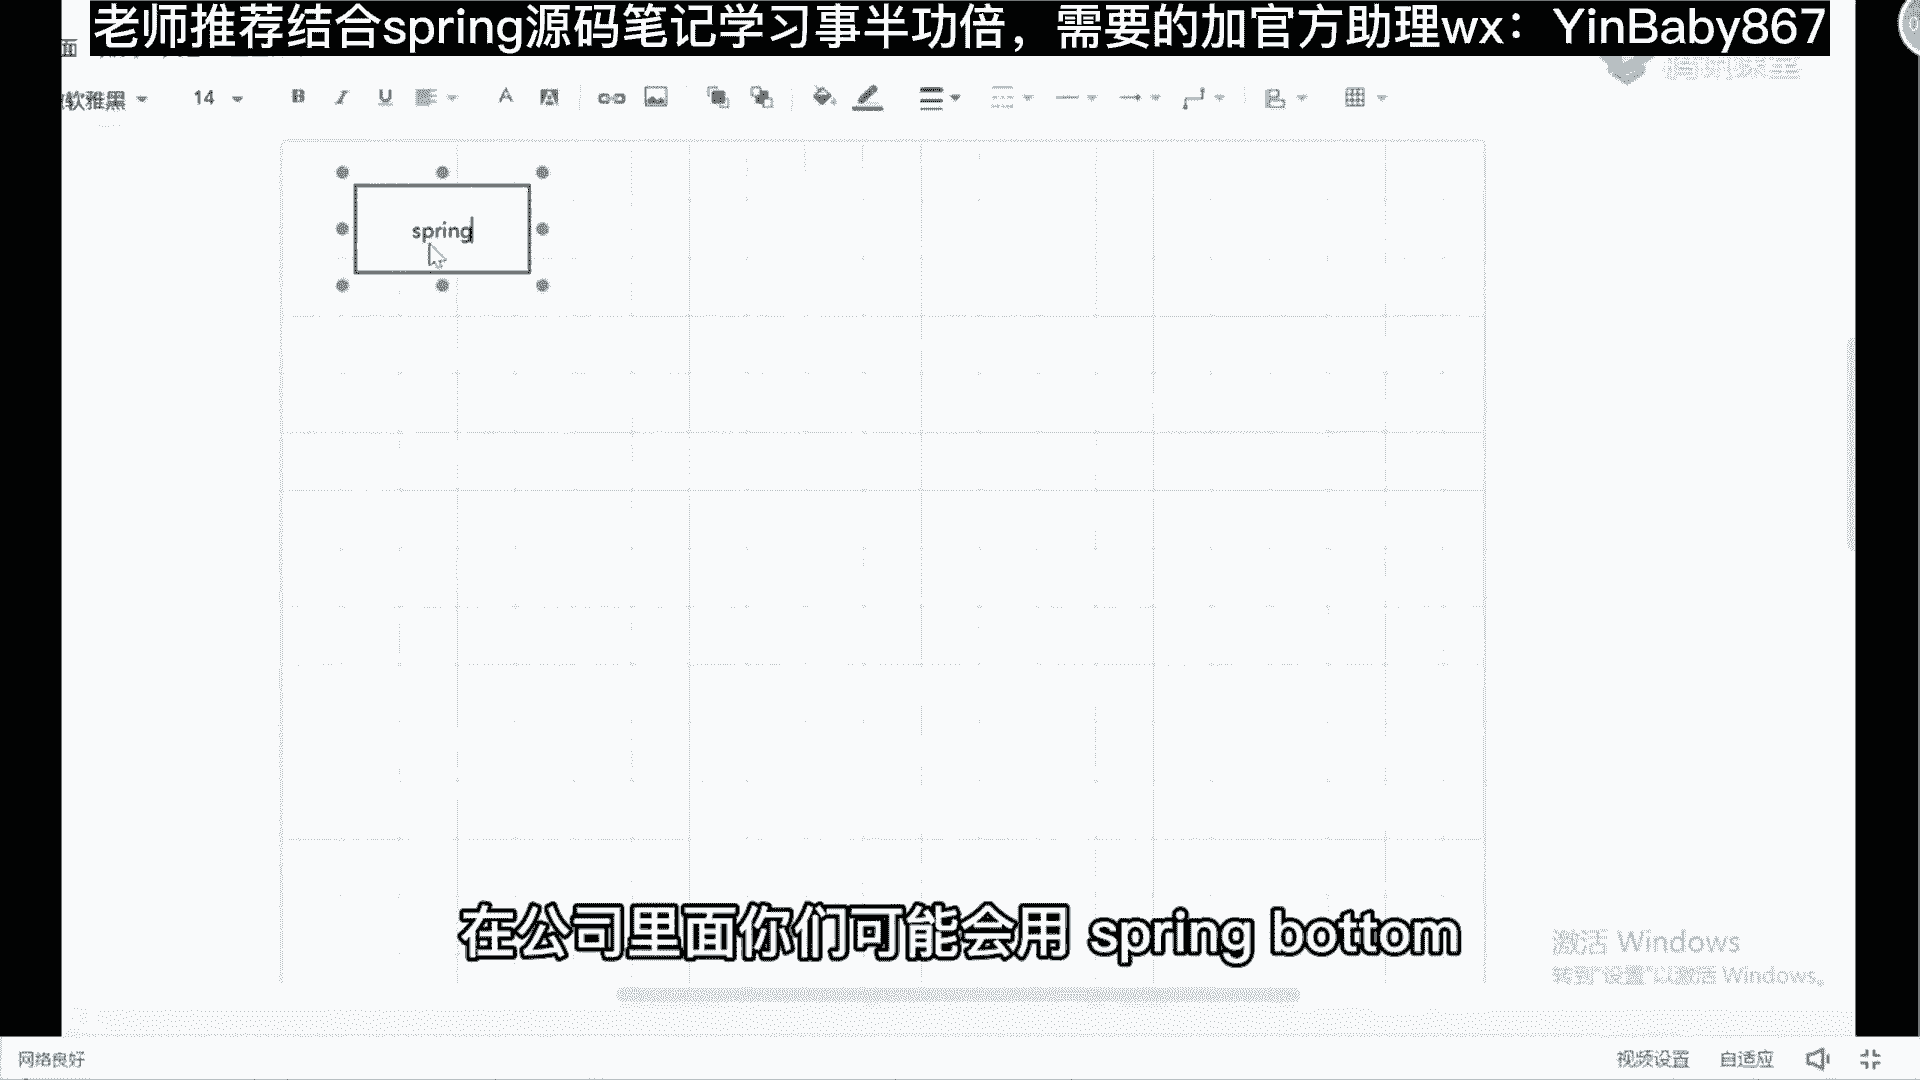 老师推荐结合spring源码笔记学习事半功倍，需要的加官方助理wx：YinBaby867
面
软雅黑
14
B I U A A
spring
在公司里面你们可能会用 spring bottom
激活 Windows
转到“设置”以激活 Windows。
网络良好
视频设置 自适应